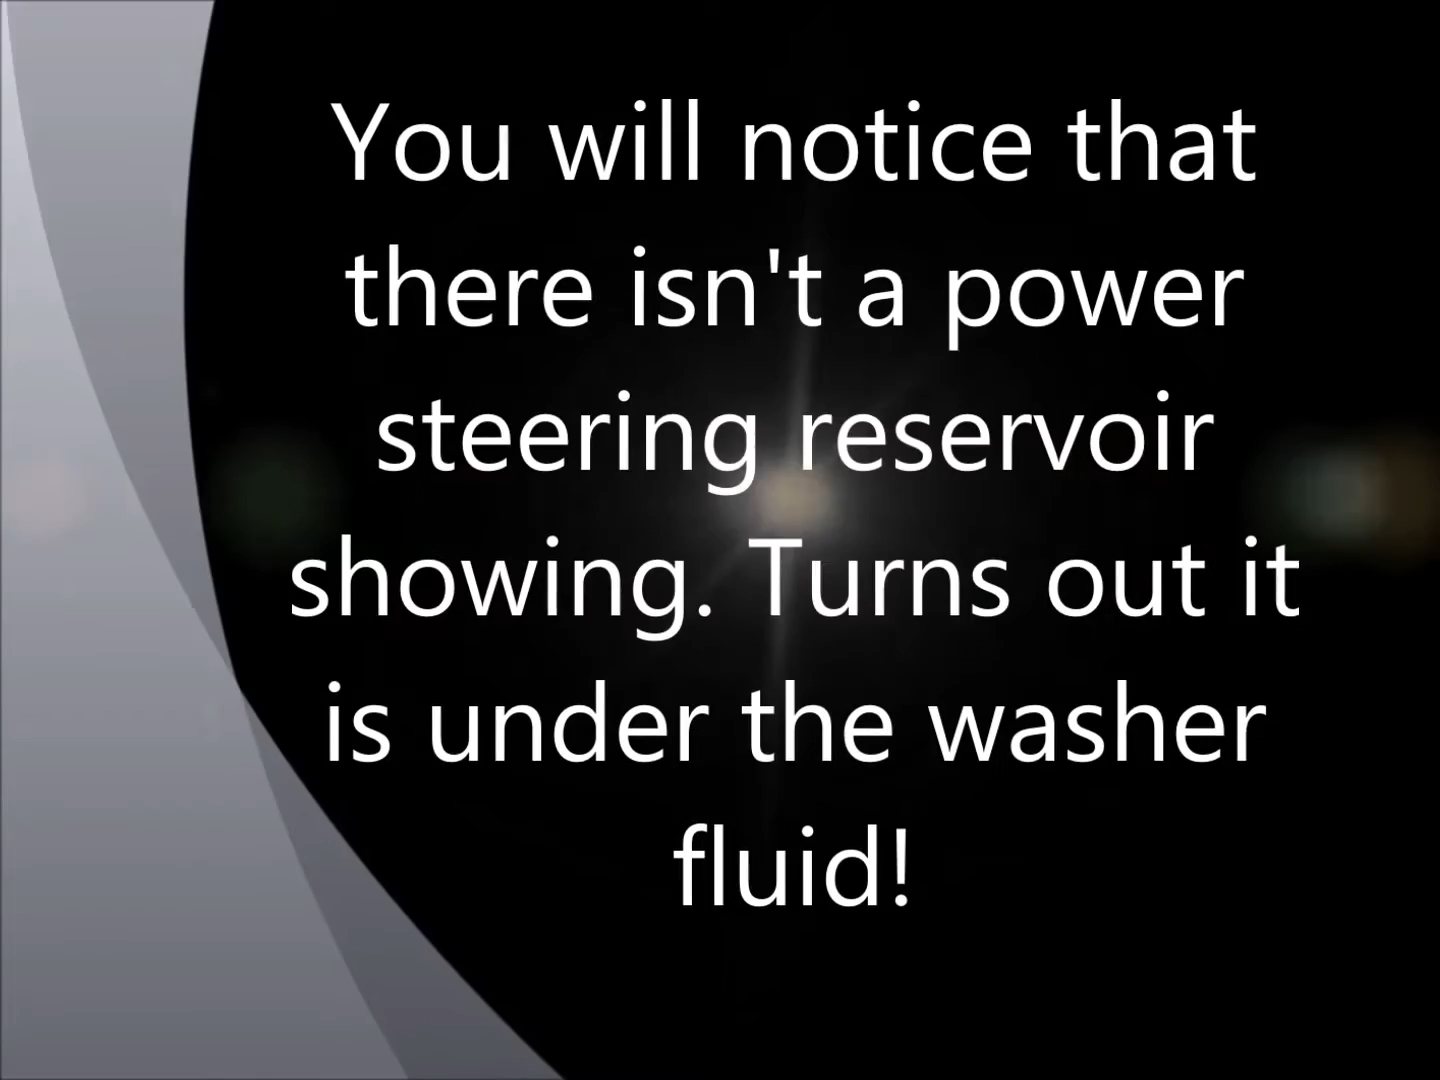 You will notice that
there isn't a power
steering reservoir
showing. Turns out it
is under the washer
fluid!